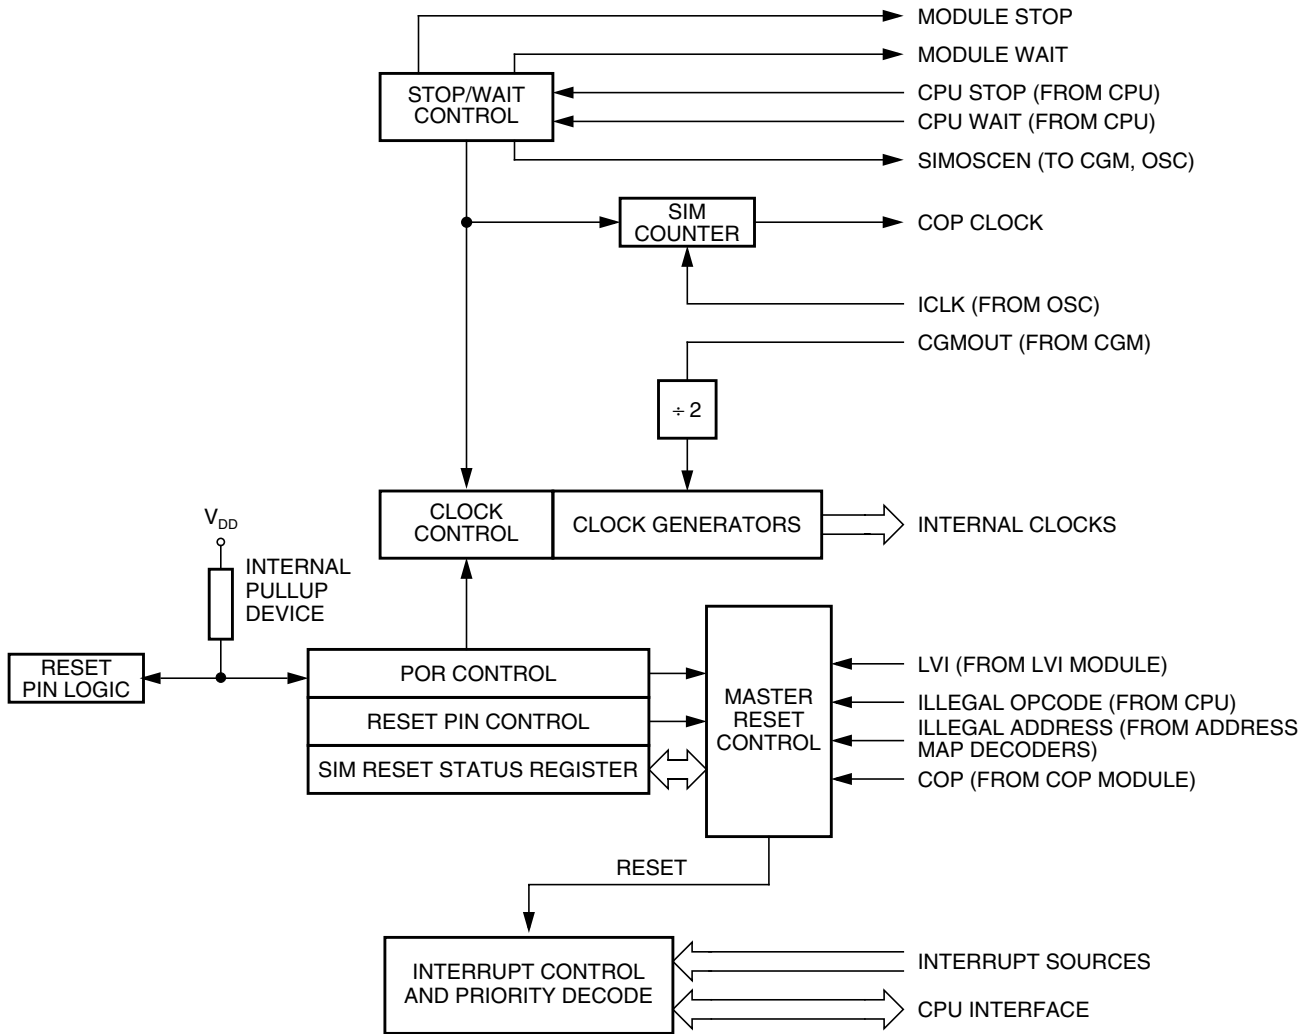 MODULE STOP
MODULE WAIT
STOP/WAIT
CONTROL
CPU STOP (FROM CPU)
CPU WAIT (FROM CPU)
SIMOSCEN (TO CGM, OSC)
SIM
COUNTER
COP CLOCK
ICLK (FROM OSC)
CGMOUT (FROM CGM)
÷ 2
CLOCK
CONTROL
CLOCK GENERATORS
INTERNAL CLOCKS
VDD
INTERNAL
PULLUP
DEVICE
RESET
PIN LOGIC
POR CONTROL
RESET PIN CONTROL
SIM RESET STATUS REGISTER
MASTER
RESET
CONTROL
LVI (FROM LVI MODULE)
ILLEGAL OPCODE (FROM CPU)
ILLEGAL ADDRESS (FROM ADDRESS
MAP DECODERS)
COP (FROM COP MODULE)
RESET
INTERRUPT CONTROL
AND PRIORITY DECODE
INTERRUPT SOURCES
CPU INTERFACE